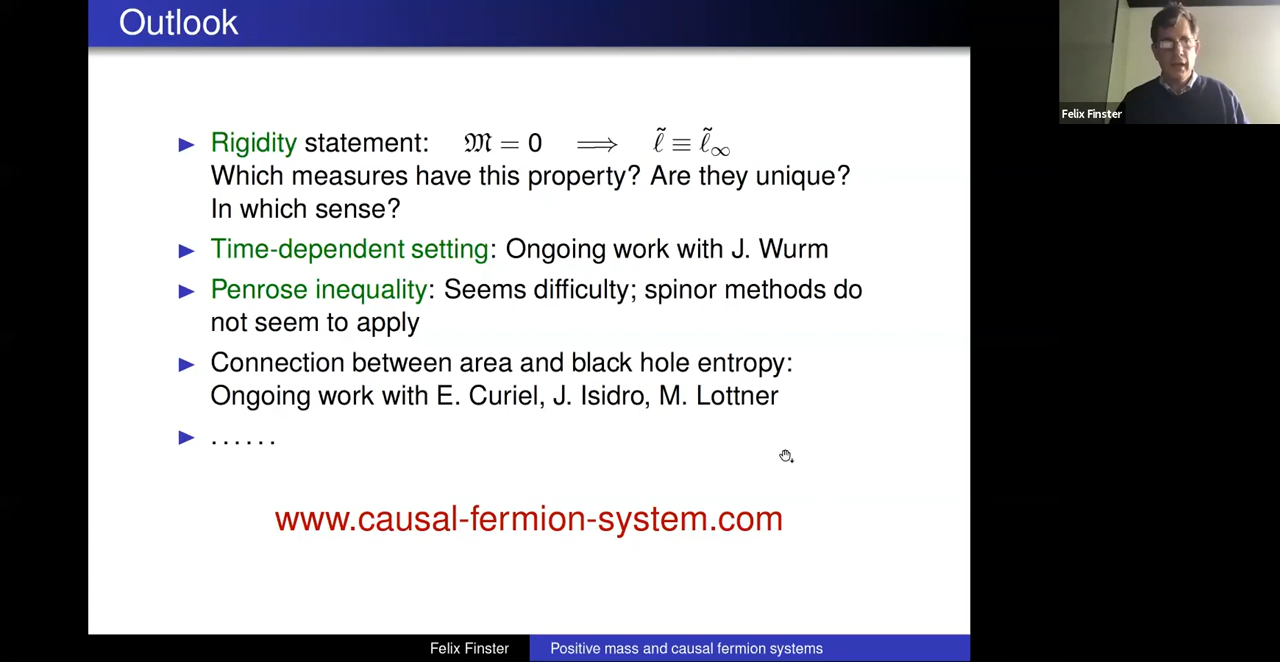 Outlook
Felix Finster
▶ Rigidity statement: 𝔐 = 0 ⟹ ℓ̃ ≡ ℓ̃∞
Which measures have this property? Are they unique?
In which sense?
▶ Time-dependent setting: Ongoing work with J. Wurm
▶ Penrose inequality: Seems difficulty; spinor methods do
not seem to apply
▶ Connection between area and black hole entropy:
Ongoing work with E. Curiel, J. Isidro, M. Lottner
▶ . . . . . .
www.causal-fermion-system.com
Felix Finster Positive mass and causal fermion systems